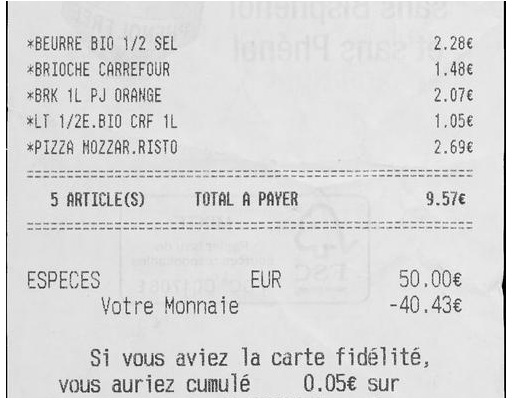 *BEURRE BIO 1/2 SEL 2.28€
*BRIOCHE CARREFOUR 1.48€
*BRK 1L PJ ORANGE 2.07€
*LT 1/2E.BIO CRF 1L 1.05€
*PIZZA MOZZAR.RISTO 2.69€
5 ARTICLE(S) TOTAL A PAYER 9.57€
ESPECES EUR 50.00€
Votre Monnaie -40.43€
Si vous aviez la carte fidélité,
vous auriez cumulé 0.05€ sur